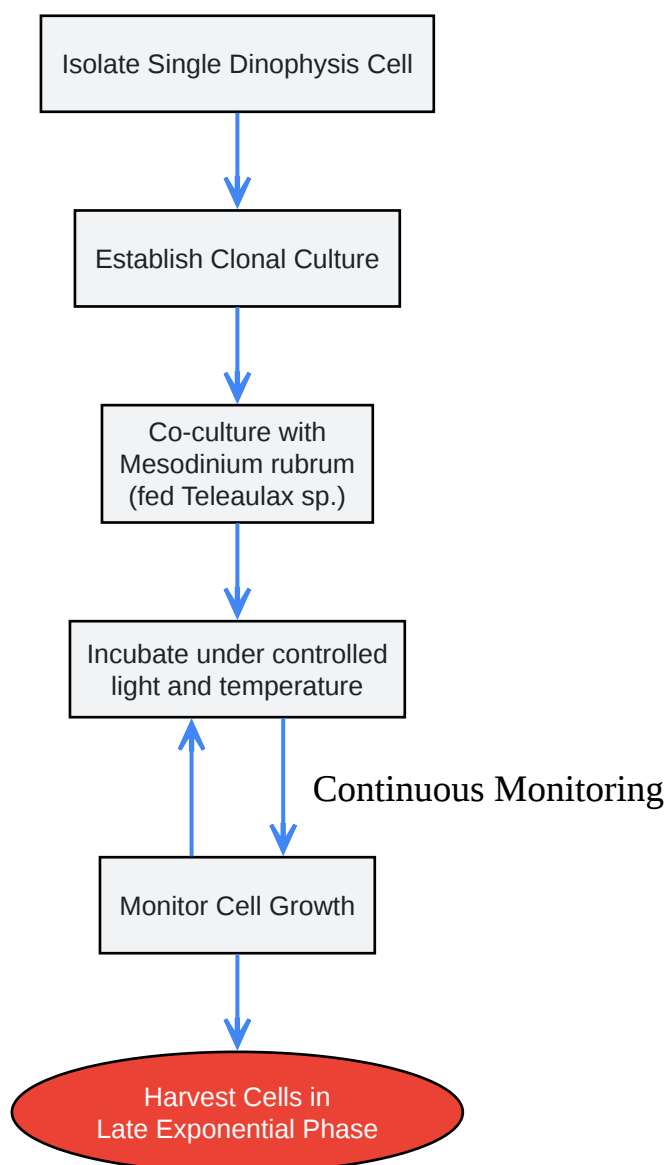 Isolate Single Dinophysis Cell
Establish Clonal Culture
Co-culture with
Mesodinium rubrum
(fed Teleaulax sp.)
Incubate under controlled
light and temperature
Continuous Monitoring
Monitor Cell Growth
Harvest Cells in
Late Exponential Phase